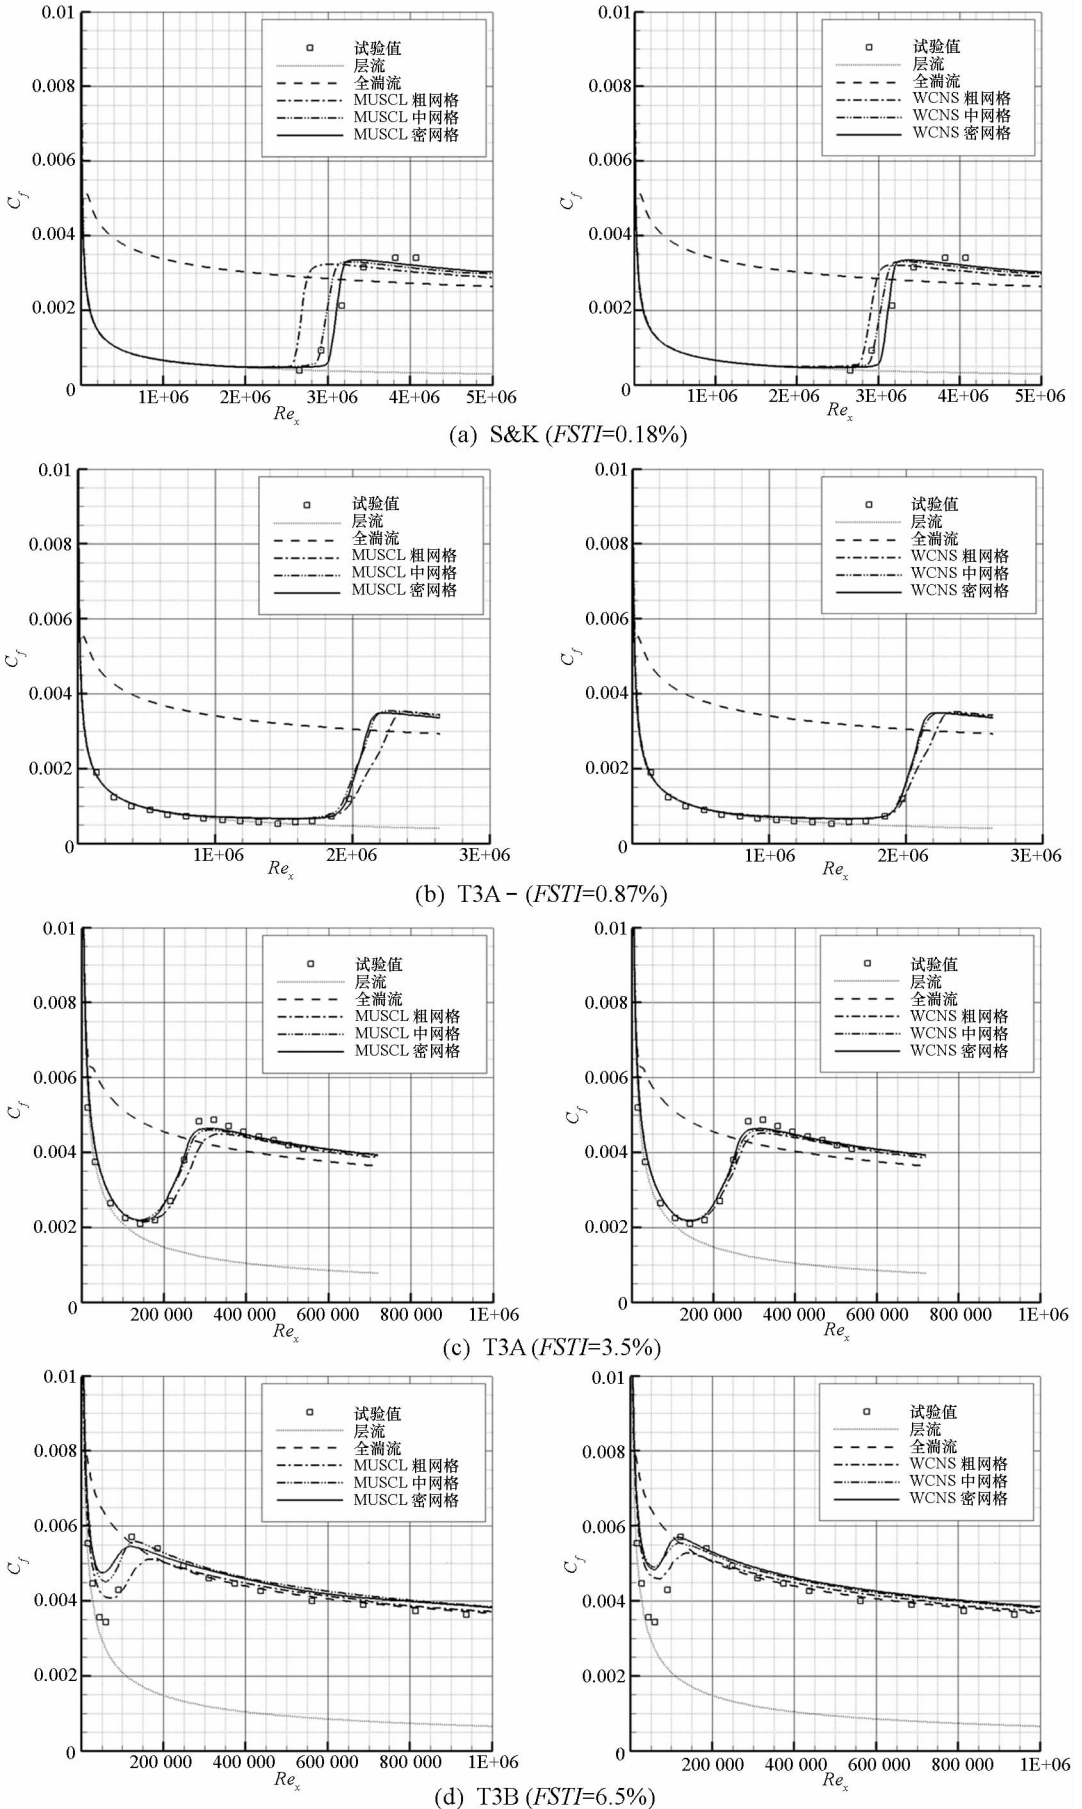 0.01
0.008
0.006
0.004
0.002
0
C_f
试验值
层流
全湍流
MUSCL 粗网格
MUSCL 中网格
MUSCL 密网格
1E+06 2E+06 3E+06 4E+06 5E+06
Re_x
0.01
0.008
0.006
0.004
0.002
0
C_f
试验值
层流
全湍流
WCNS 粗网格
WCNS 中网格
WCNS 密网格
1E+06 2E+06 3E+06 4E+06 5E+06
Re_x
(a) S&K (FSTI=0.18%)
0.01
0.008
0.006
0.004
0.002
0
C_f
试验值
层流
全湍流
MUSCL 粗网格
MUSCL 中网格
MUSCL 密网格
1E+06 2E+06 3E+06
Re_x
0.01
0.008
0.006
0.004
0.002
0
C_f
试验值
层流
全湍流
WCNS 粗网格
WCNS 中网格
WCNS 密网格
1E+06 2E+06 3E+06
Re_x
(b) T3A− (FSTI=0.87%)
0.01
0.008
0.006
0.004
0.002
0
C_f
试验值
层流
全湍流
MUSCL 粗网格
MUSCL 中网格
MUSCL 密网格
200 000 400 000 600 000 800 000 1E+06
Re_x
0.01
0.008
0.006
0.004
0.002
0
C_f
试验值
层流
全湍流
WCNS 粗网格
WCNS 中网格
WCNS 密网格
200 000 400 000 600 000 800 000 1E+06
Re_x
(c) T3A (FSTI=3.5%)
0.01
0.008
0.006
0.004
0.002
0
C_f
试验值
层流
全湍流
MUSCL 粗网格
MUSCL 中网格
MUSCL 密网格
200 000 400 000 600 000 800 000 1E+06
Re_x
0.01
0.008
0.006
0.004
0.002
0
C_f
试验值
层流
全湍流
WCNS 粗网格
WCNS 中网格
WCNS 密网格
200 000 400 000 600 000 800 000 1E+06
Re_x
(d) T3B (FSTI=6.5%)